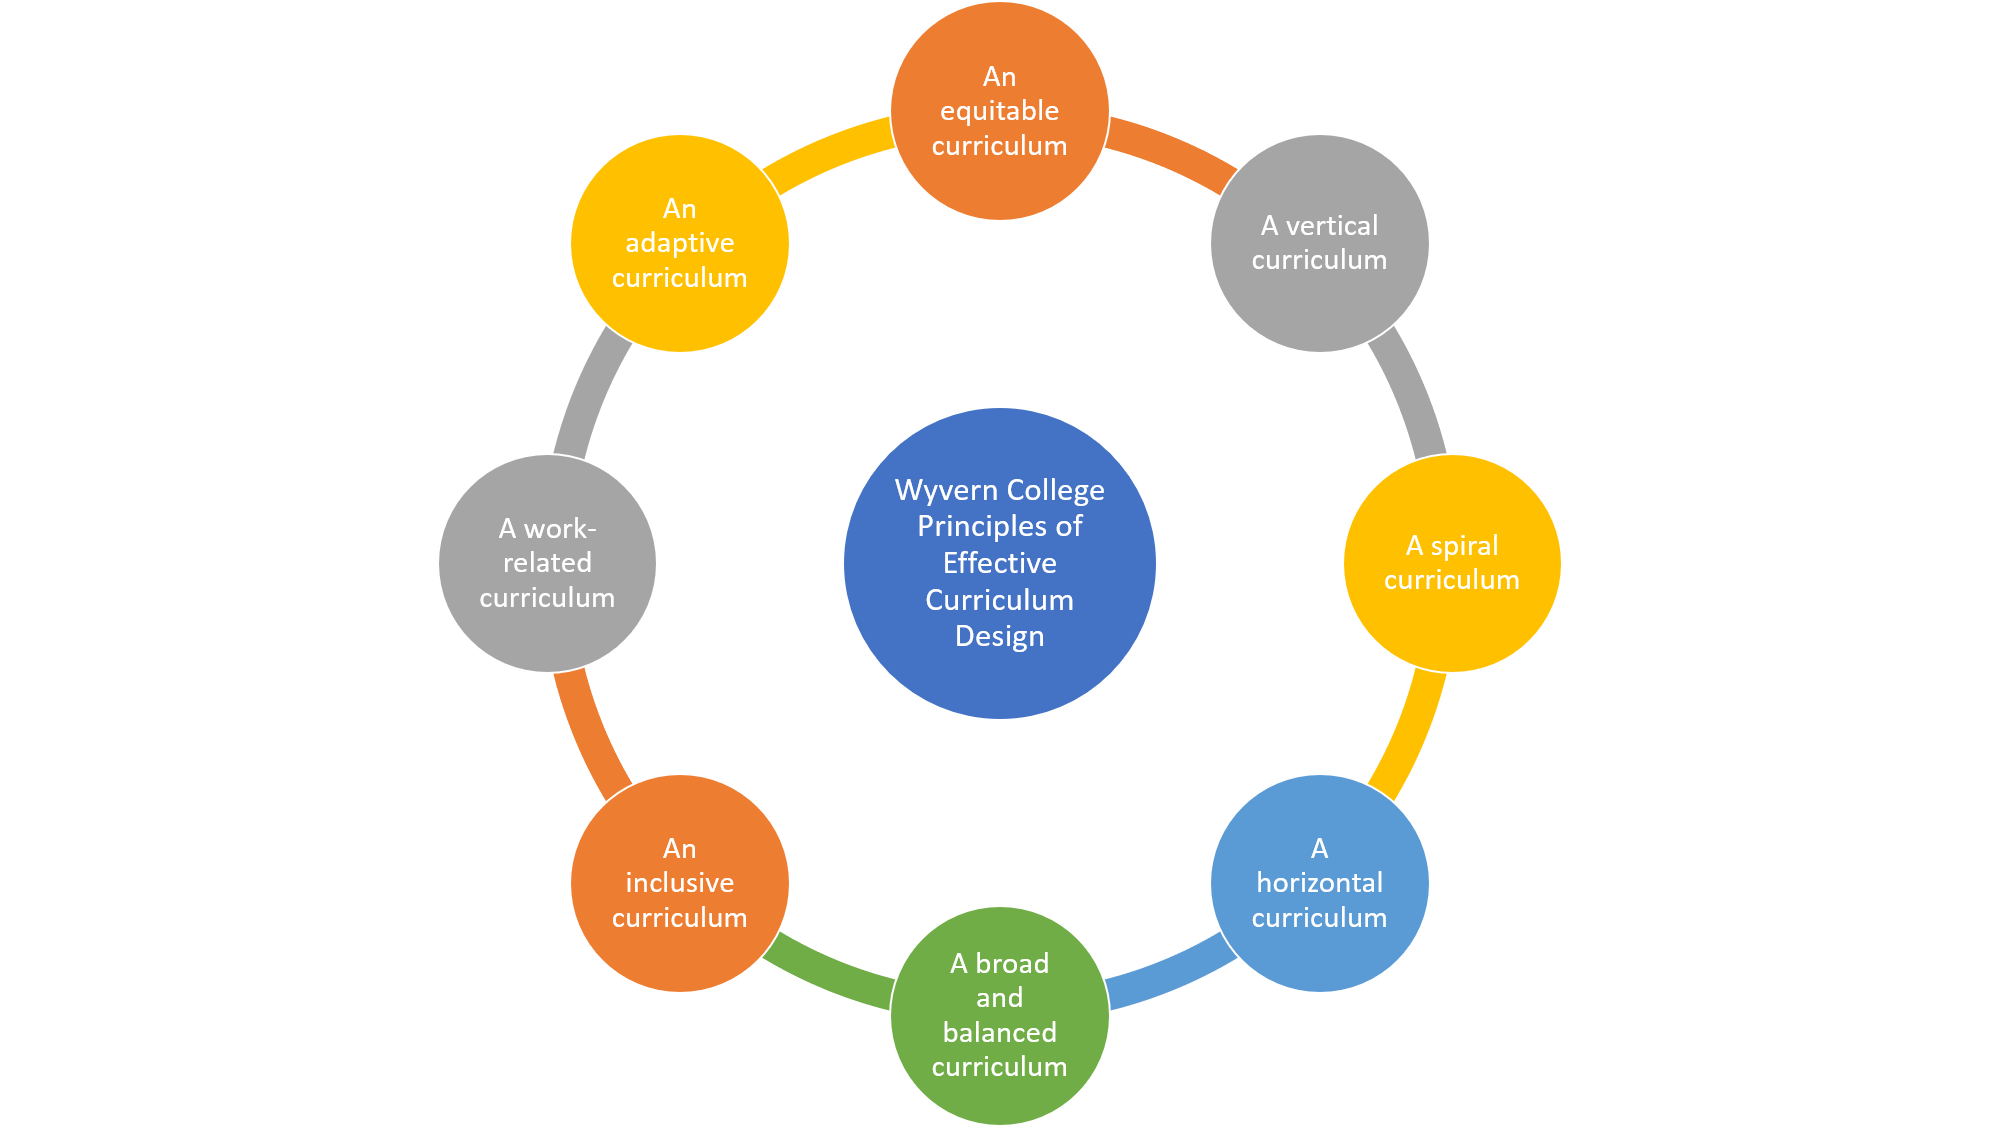 An
equitable
curriculum
A vertical
curriculum
A spiral
curriculum
A
horizontal
curriculum
A broad
and
balanced
curriculum
An
inclusive
curriculum
A work-
related
curriculum
An
adaptive
curriculum
Wyvern College
Principles of
Effective
Curriculum
Design